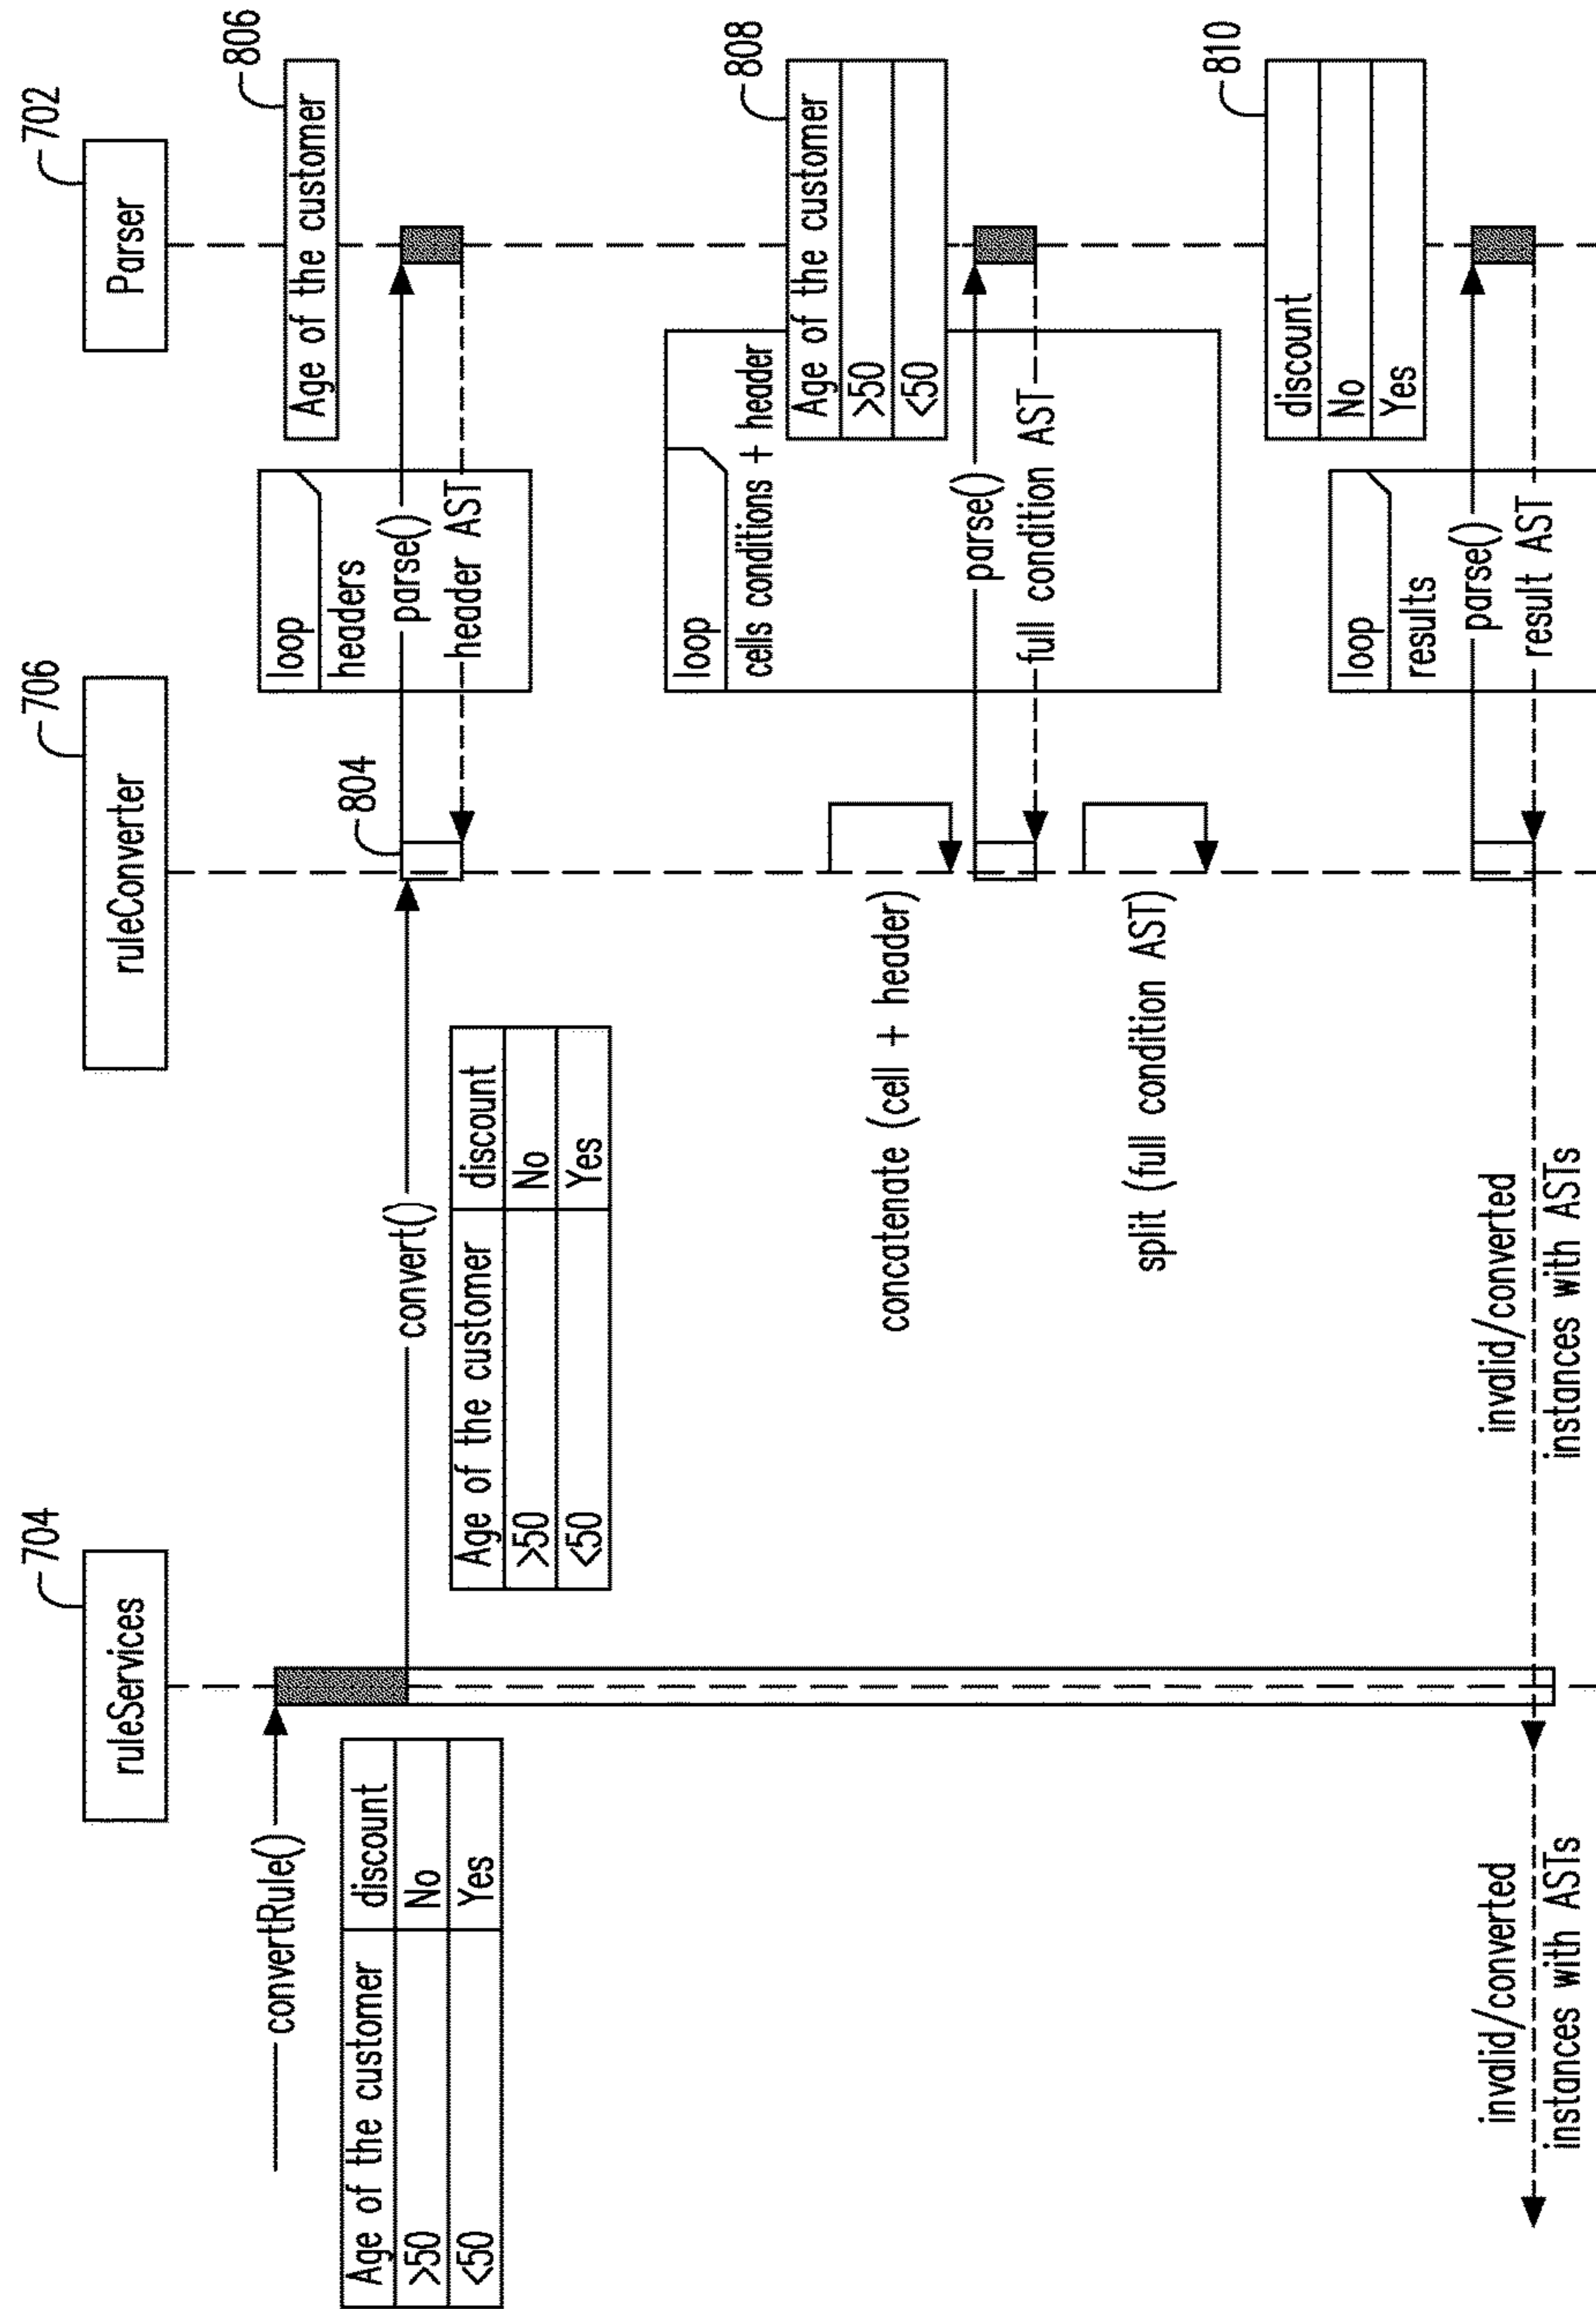 704
ruleServices
706
ruleConverter
702
Parser
convertRule()
Age of the customer discount
>50 No
<50 Yes
convert()
Age of the customer discount
>50 No
<50 Yes
804
loop
headers
parse()
header AST
806
Age of the customer
concatenate (cell + header)
loop
cells conditions + header
808
Age of the customer
>50
<50
parse()
full condition AST
split (full condition AST)
810
discount
No
Yes
loop
results
parse()
result AST
invalid/converted
instances with ASTs
invalid/converted
instances with ASTs